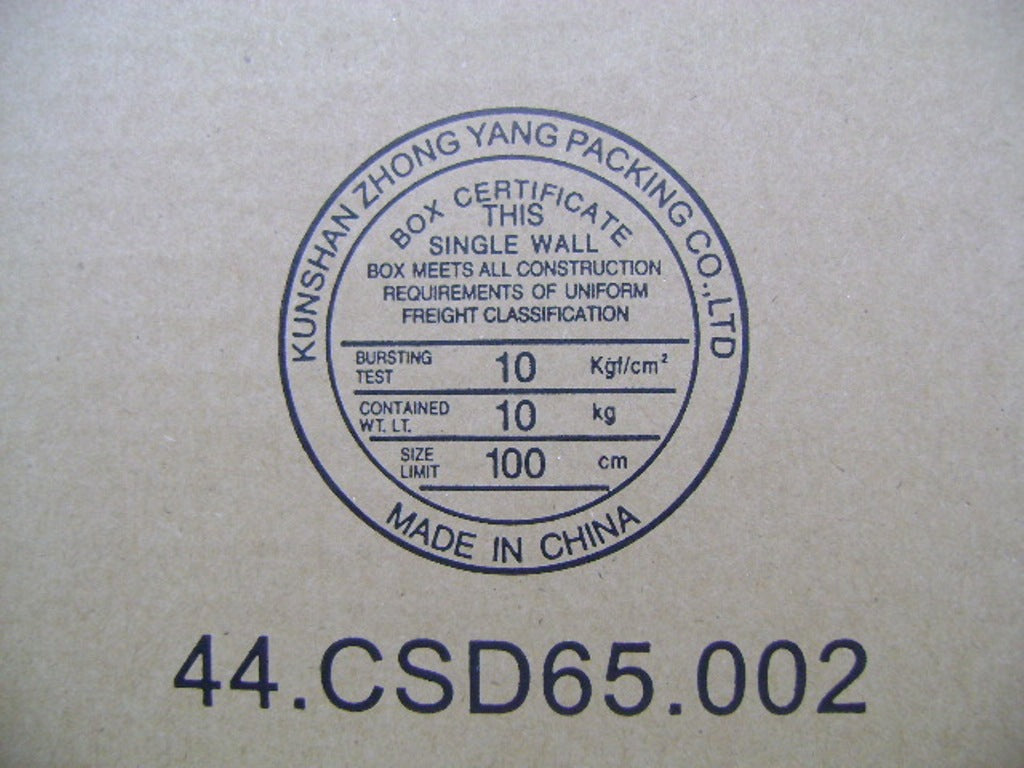 KUNSHAN ZHONG YANG PACKING CO.,LTD
BOX CERTIFICATE
THIS
SINGLE WALL
BOX MEETS ALL CONSTRUCTION
REQUIREMENTS OF UNIFORM
FREIGHT CLASSIFICATION
BURSTING TEST 10 Kgf/cm²
CONTAINED WT. LT. 10 kg
SIZE LIMIT 100 cm
MADE IN CHINA
44.CSD65.002